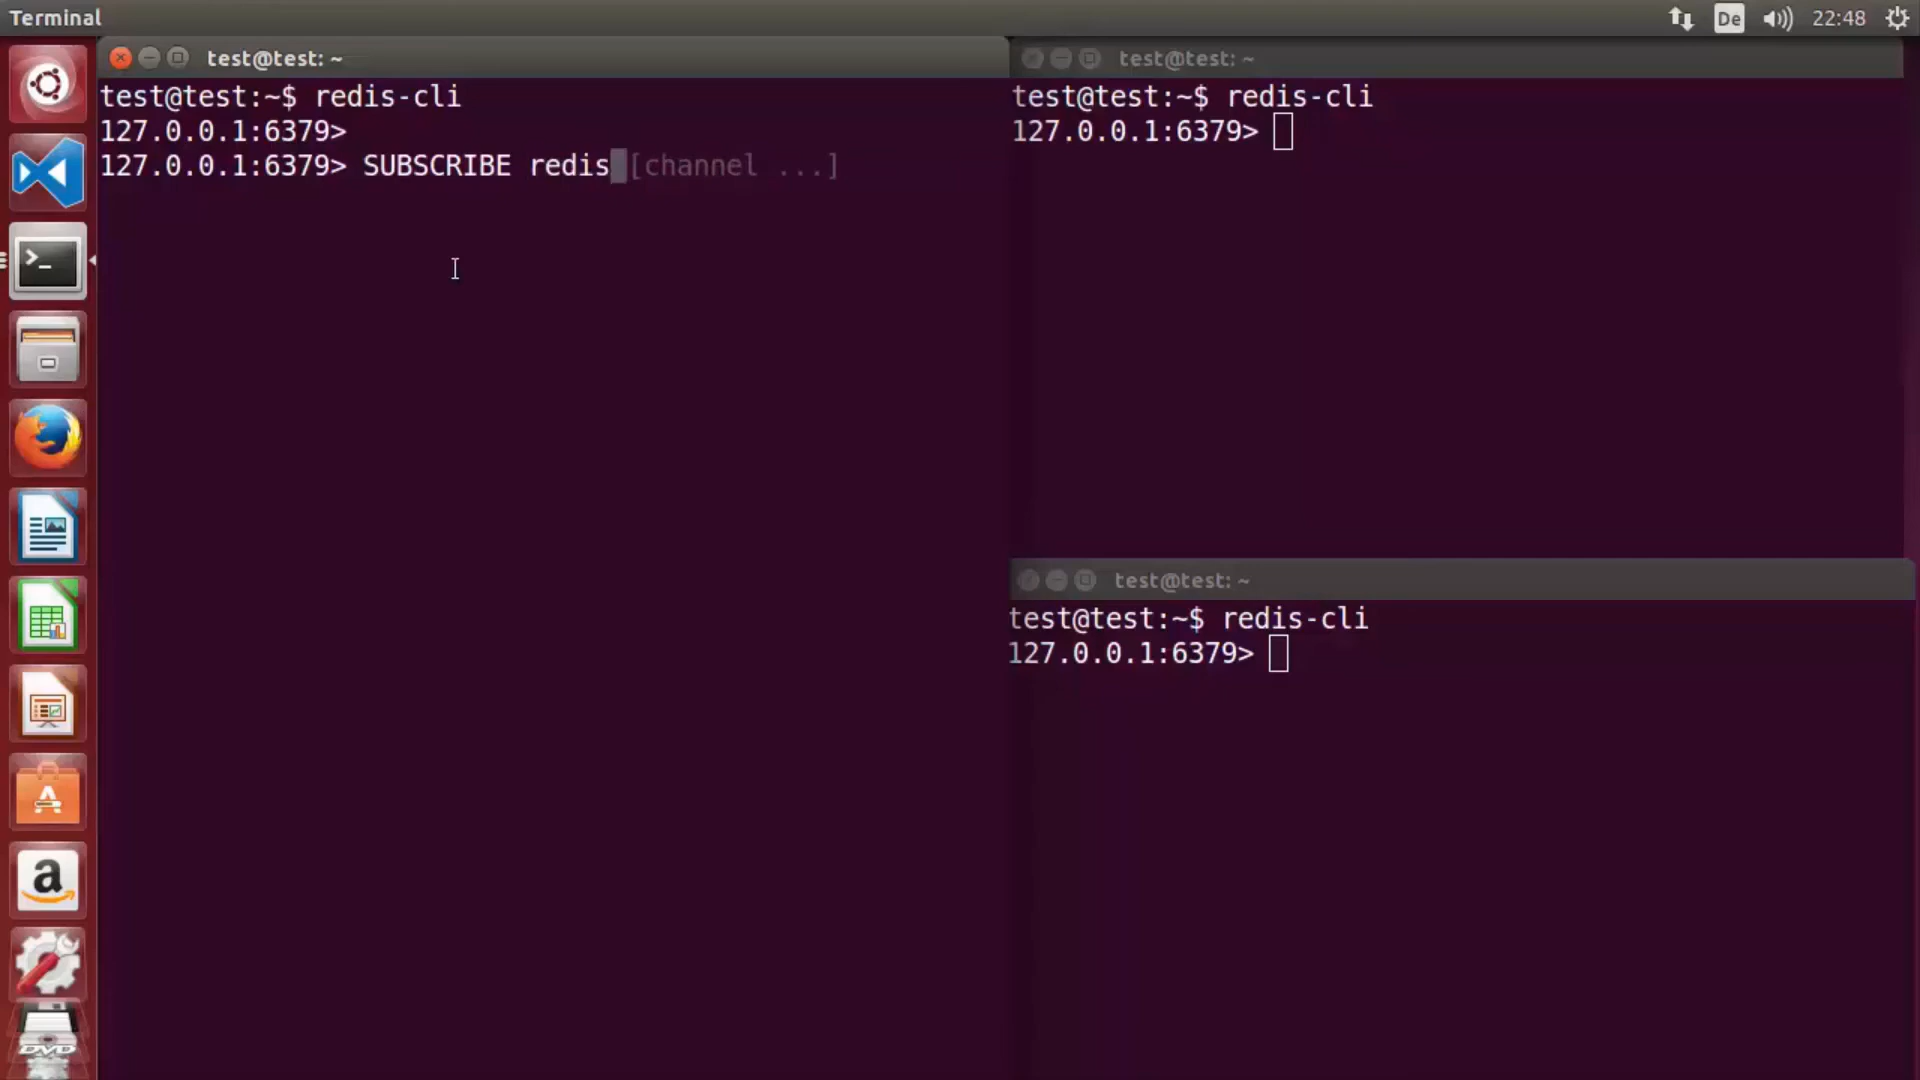 Terminal
De
22:48
test@test: ~
test@test:~$ redis-cli
127.0.0.1:6379>
127.0.0.1:6379> SUBSCRIBE redis [channel ...]
test@test: ~
test@test:~$ redis-cli
127.0.0.1:6379>
test@test: ~
test@test:~$ redis-cli
127.0.0.1:6379>
>_
A
a
DVD